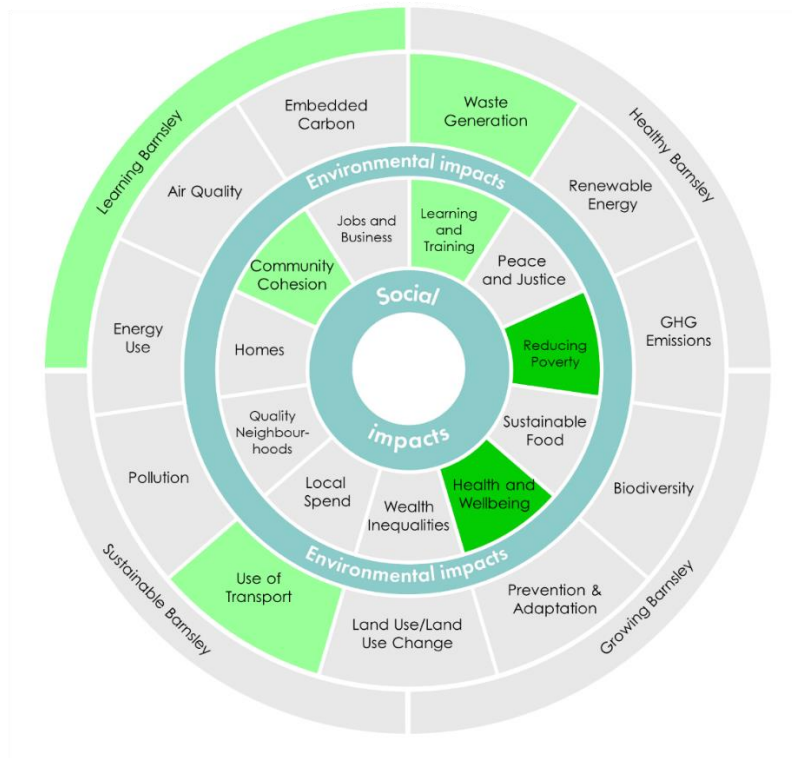 Learning Barnsley
Healthy Barnsley
Growing Barnsley
Sustainable Barnsley
Embedded
Carbon
Waste
Generation
Renewable
Energy
GHG
Emissions
Biodiversity
Prevention &
Adaptation
Land Use/Land
Use Change
Use of
Transport
Pollution
Energy
Use
Air Quality
Environmental impacts
Environmental impacts
Jobs and
Business
Learning
and
Training
Peace
and Justice
Reducing
Poverty
Sustainable
Food
Health and
Wellbeing
Wealth
Inequalities
Local
Spend
Quality
Neighbour-
hoods
Homes
Community
Cohesion
Social
impacts